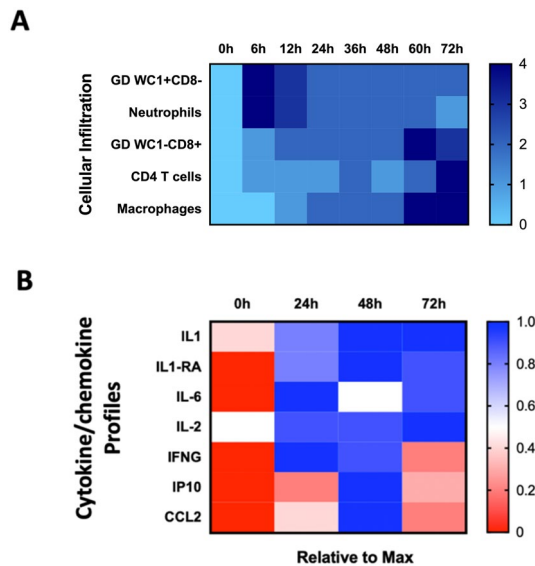 A
0h 6h 12h 24h 36h 48h 60h 72h
Cellular Infiltration
GD WC1+CD8-
Neutrophils
GD WC1-CD8+
CD4 T cells
Macrophages
4
3
2
1
0
B
0h 24h 48h 72h
Cytokine/chemokine
Profiles
IL1
IL1-RA
IL-6
IL-2
IFNG
IP10
CCL2
1.0
0.8
0.6
0.4
0.2
0
Relative to Max